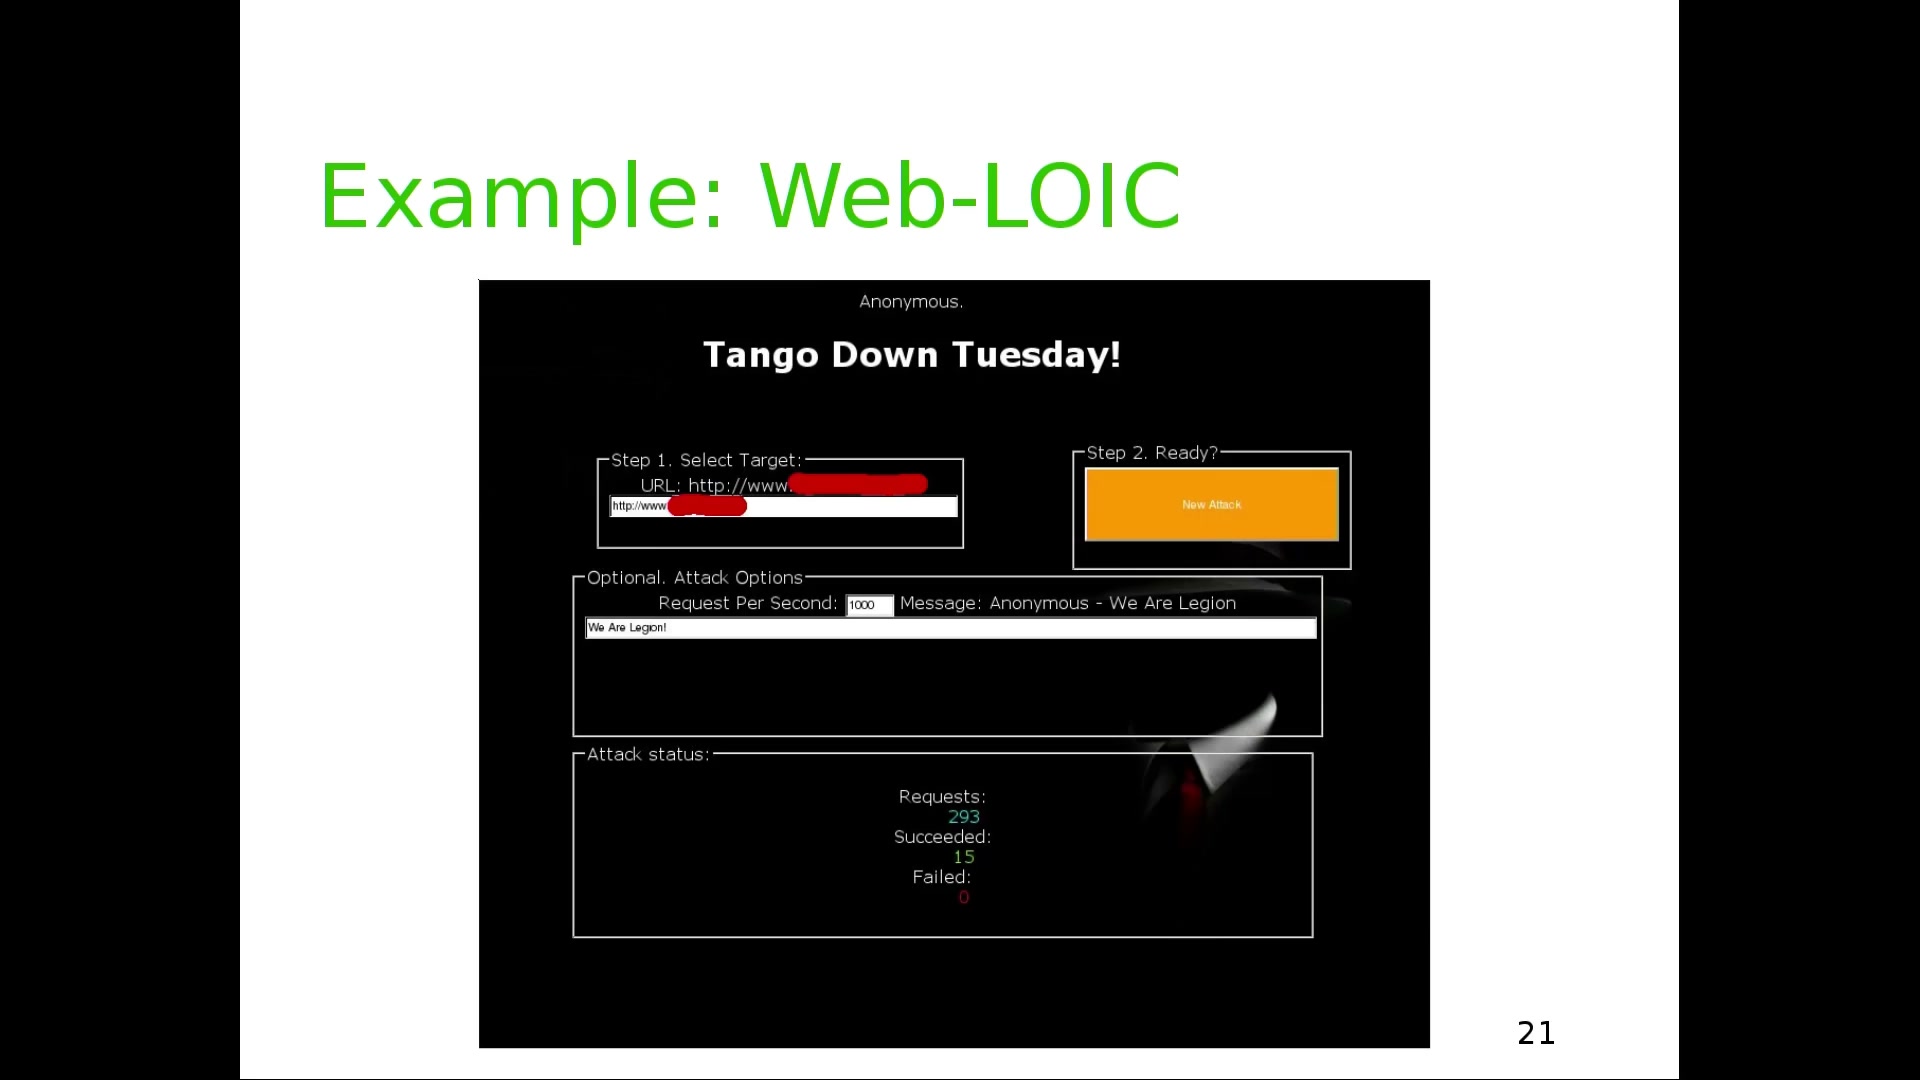 Example: Web-LOIC
Anonymous.
Tango Down Tuesday!
Step 1. Select Target:
URL: http://www.
http://www
Step 2. Ready?
New Attack
Optional. Attack Options
Request Per Second: 1000 Message: Anonymous - We Are Legion
We Are Legion!
Attack status:
Requests:
293
Succeeded:
15
Failed:
0
21